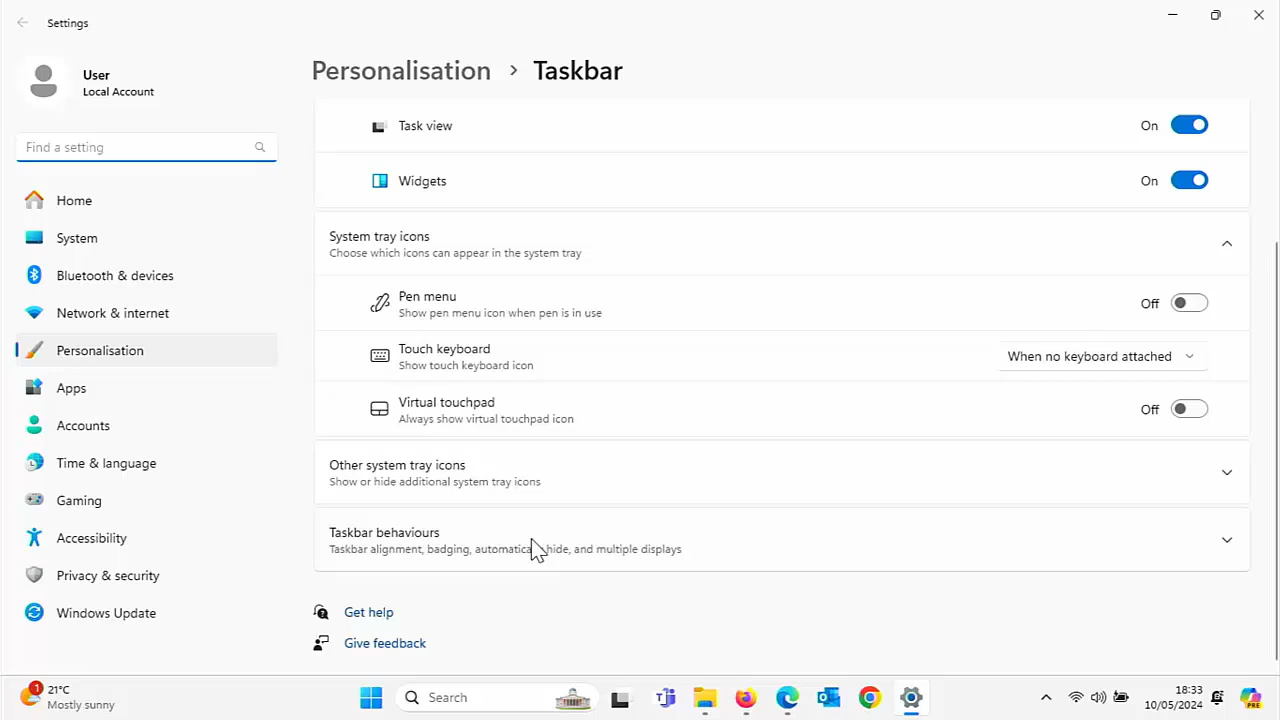 Settings
User
Local Account
Find a setting
Home
System
Bluetooth & devices
Network & internet
Personalisation
Apps
Accounts
Time & language
Gaming
Accessibility
Privacy & security
Windows Update
Personalisation > Taskbar
Task view On
Widgets On
System tray icons
Choose which icons can appear in the system tray
Pen menu
Show pen menu icon when pen is in use
Off
Touch keyboard
Show touch keyboard icon
When no keyboard attached
Virtual touchpad
Always show virtual touchpad icon
Off
Other system tray icons
Show or hide additional system tray icons
Taskbar behaviours
Taskbar alignment, badging, automatica hide, and multiple displays
Get help
Give feedback
1
21°C
Mostly sunny
Search
18:33
10/05/2024
PRE